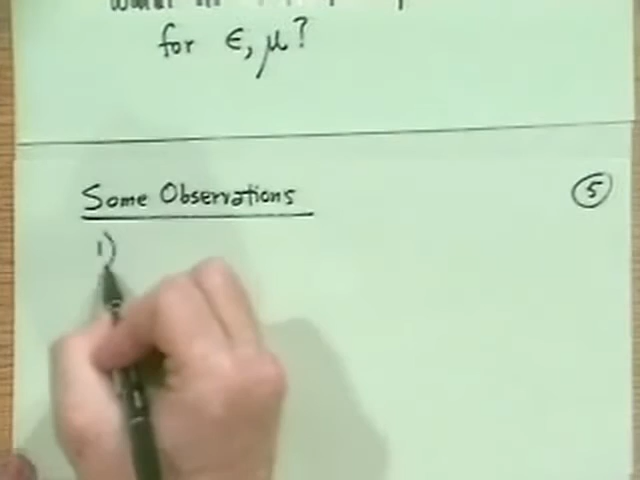 for ϵ, μ?
Some Observations
5
1)